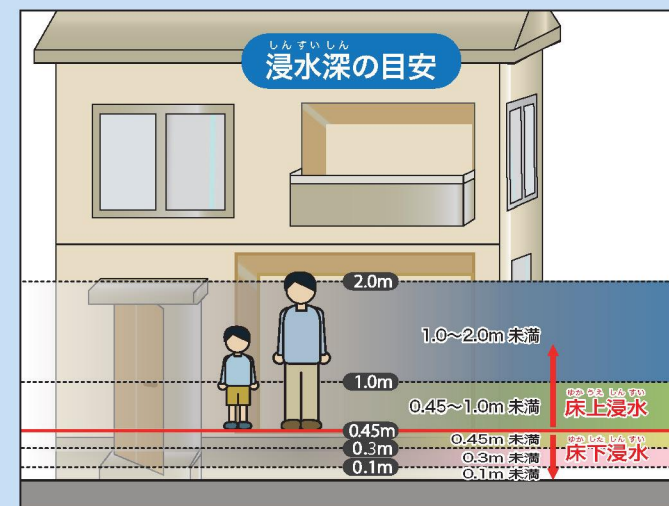 しんすいしん
浸水深の目安
2.0m
1.0～2.0m 未満
1.0m
0.45～1.0m 未満
ゆかうえしんすい
床上浸水
0.45m
0.45m 未満
ゆかしたしんすい
床下浸水
0.3m
0.3m 未満
0.1m
0.1m 未満